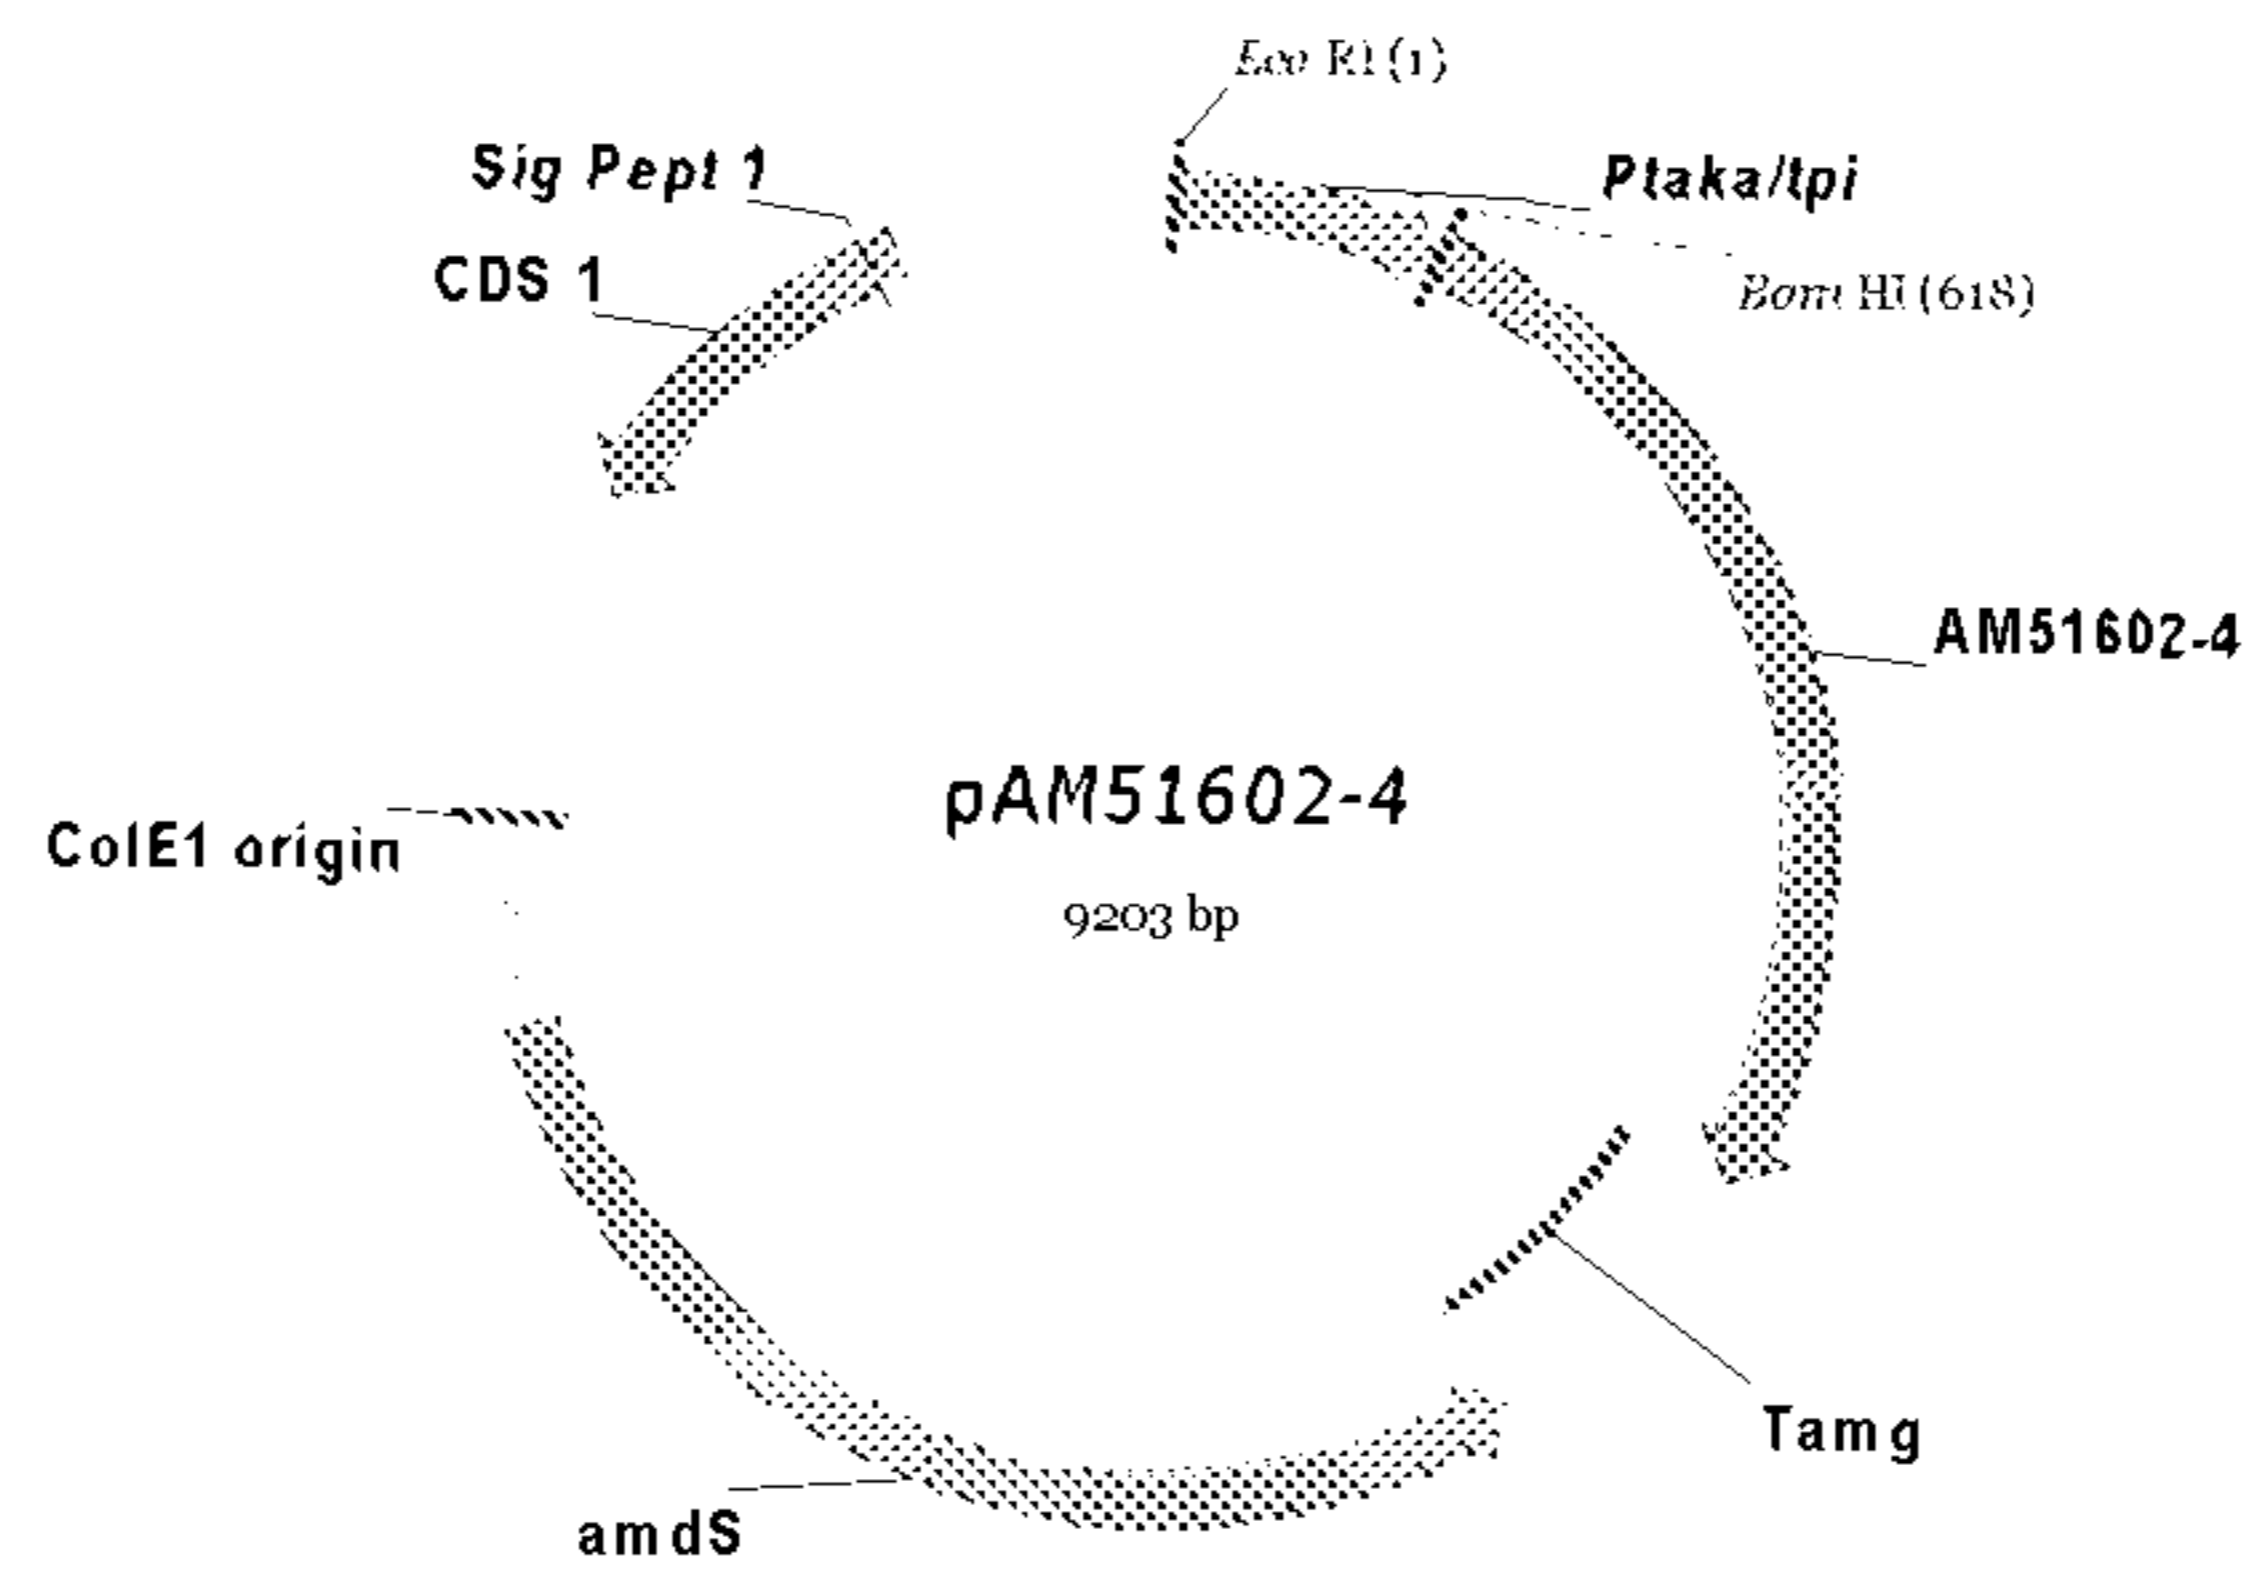 Eco RI (1)
Sig Pept 1
Ptaka/tpi
CDS 1
Bam HI (618)
AM51602-4
pAM51602-4
ColE1 origin
9203 bp
Tamg
amdS